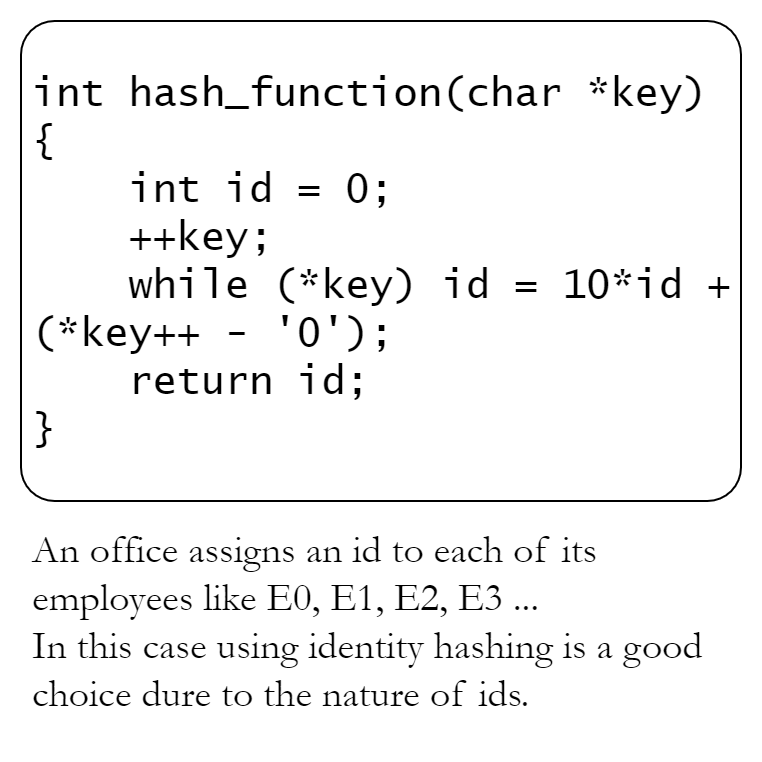 int hash_function(char *key)
{
    int id = 0;
    ++key;
    while (*key) id = 10*id +
(*key++ - '0');
    return id;
}
An office assigns an id to each of its
employees like E0, E1, E2, E3 ...
In this case using identity hashing is a good
choice dure to the nature of ids.